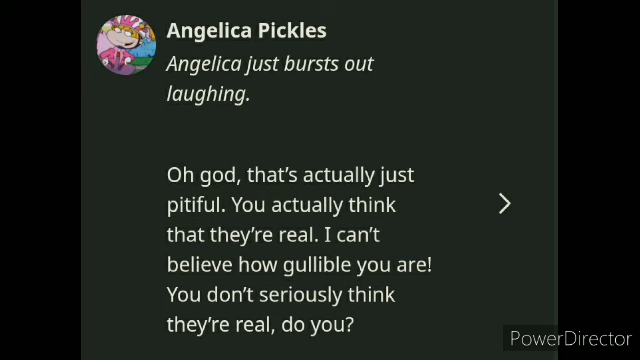 Angelica Pickles
Angelica just bursts out
laughing.
Oh god, that's actually just
pitiful. You actually think
that they're real. I can't
believe how gullible you are!
You don't seriously think
they're real, do you?
PowerDirector